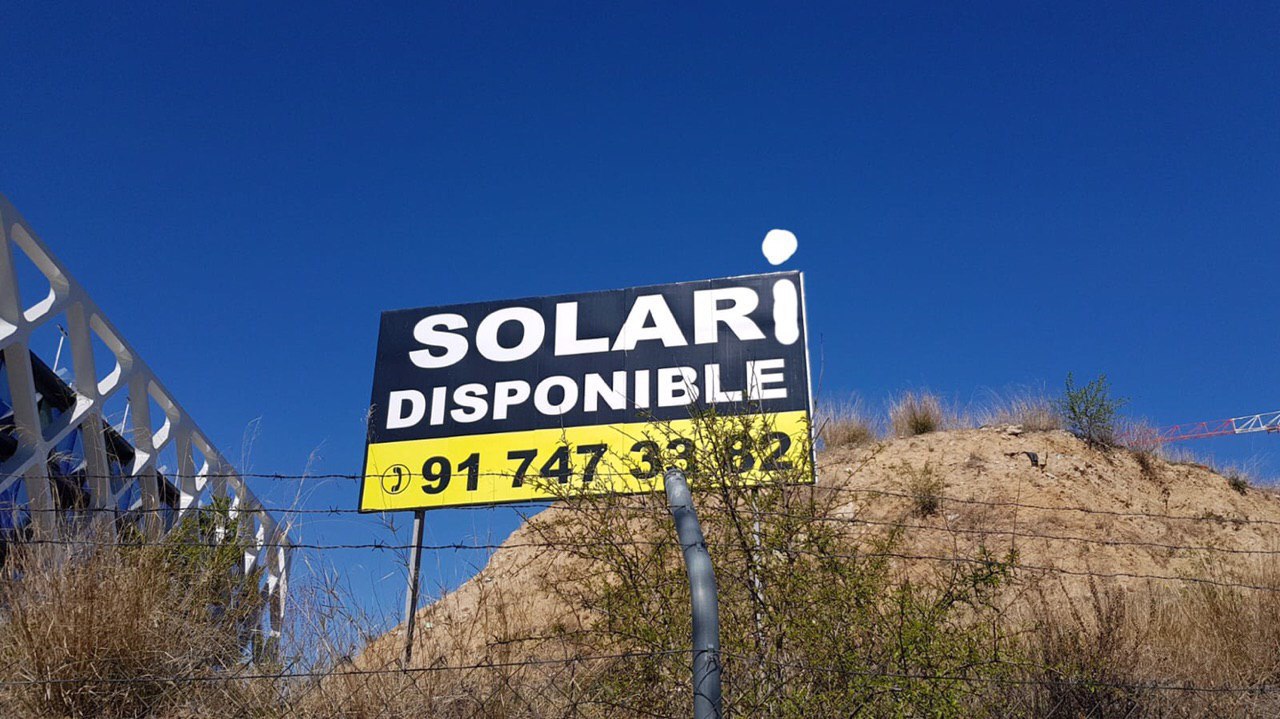 SOLARi
DISPONIBLE
91 747 33 82